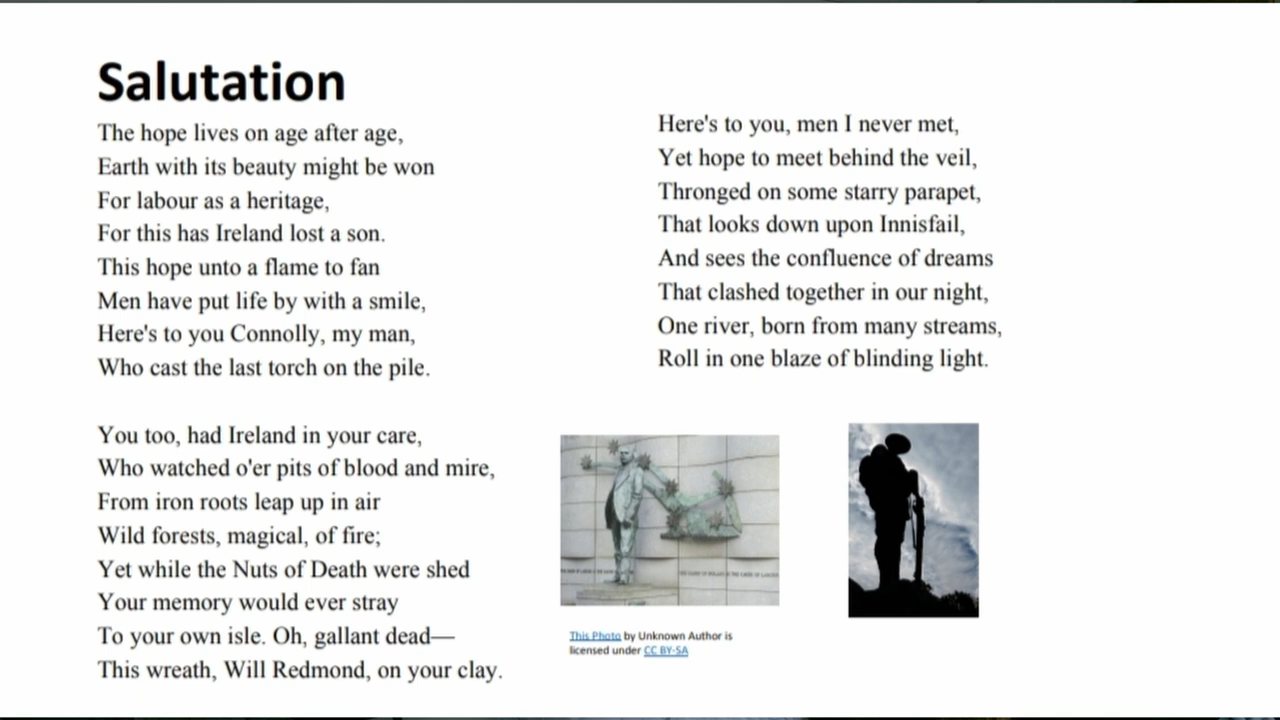 Salutation
The hope lives on age after age,
Earth with its beauty might be won
For labour as a heritage,
For this has Ireland lost a son.
This hope unto a flame to fan
Men have put life by with a smile,
Here's to you Connolly, my man,
Who cast the last torch on the pile.
You too, had Ireland in your care,
Who watched o'er pits of blood and mire,
From iron roots leap up in air
Wild forests, magical, of fire;
Yet while the Nuts of Death were shed
Your memory would ever stray
To your own isle. Oh, gallant dead—
This wreath, Will Redmond, on your clay.
Here's to you, men I never met,
Yet hope to meet behind the veil,
Thronged on some starry parapet,
That looks down upon Innisfail,
And sees the confluence of dreams
That clashed together in our night,
One river, born from many streams,
Roll in one blaze of blinding light.
This Photo by Unknown Author is
licensed under CC BY-SA